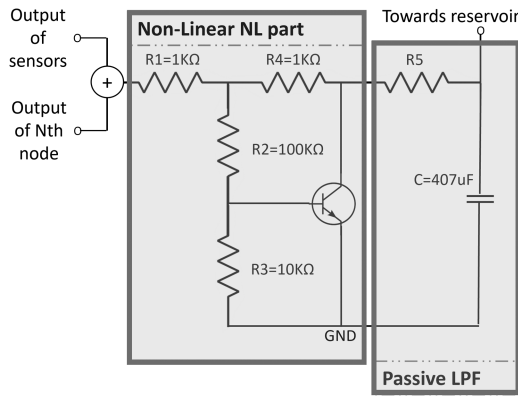 Output
of
sensors
Non-Linear NL part
Towards reservoir
R1=1KΩ
R4=1KΩ
R5
+
Output
of Nth
node
R2=100KΩ
C=407uF
R3=10KΩ
GND
Passive LPF